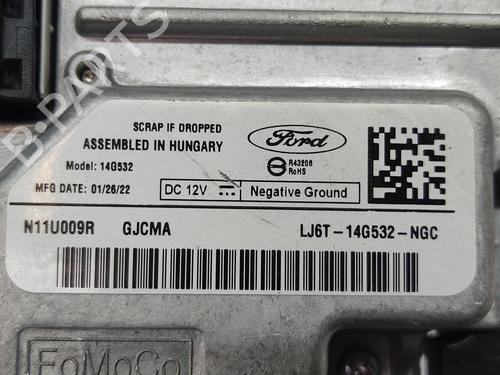 SCRAP IF DROPPED
ASSEMBLED IN HUNGARY
Ford
Model: 14G532
R43208
RoHS
MFG DATE: 01/26/22
DC 12V
Negative Ground
N11U009R GJCMA LJ6T-14G532-NGC
FoMoCo
B-PARTS